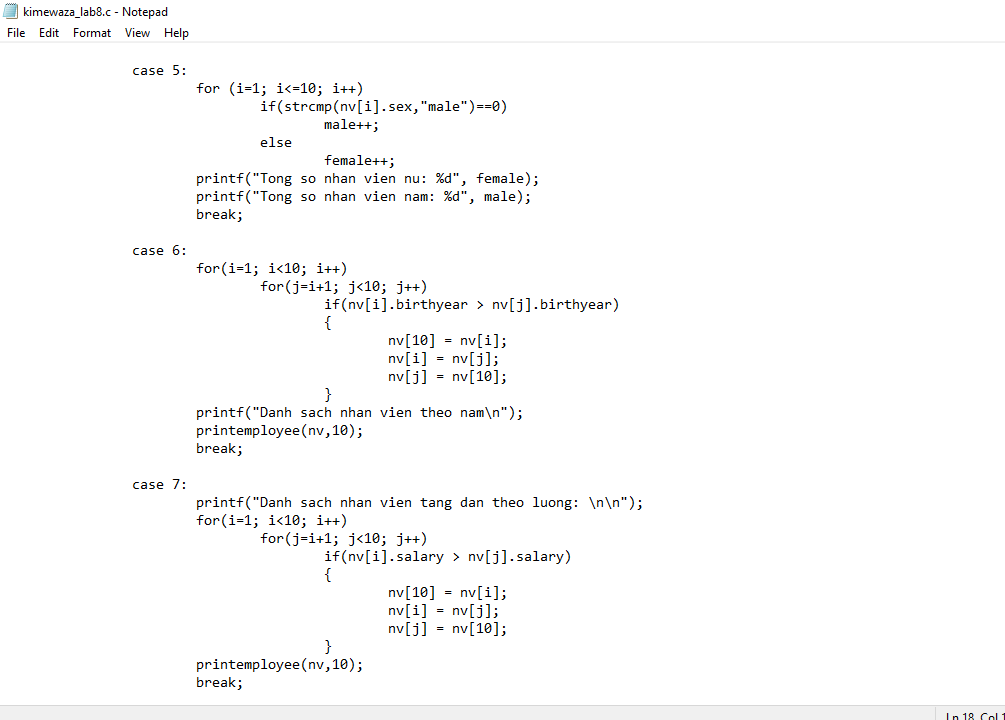 kimewaza_lab8.c - Notepad
File Edit Format View Help
case 5:
for (i=1; i<=10; i++)
if(strcmp(nv[i].sex,"male")==0)
male++;
else
female++;
printf("Tong so nhan vien nu: %d", female);
printf("Tong so nhan vien nam: %d", male);
break;
case 6:
for(i=1; i<10; i++)
for(j=i+1; j<10; j++)
if(nv[i].birthyear > nv[j].birthyear)
{
nv[10] = nv[i];
nv[i] = nv[j];
nv[j] = nv[10];
}
printf("Danh sach nhan vien theo nam\n");
printemployee(nv,10);
break;
case 7:
printf("Danh sach nhan vien tang dan theo luong: \n\n");
for(i=1; i<10; i++)
for(j=i+1; j<10; j++)
if(nv[i].salary > nv[j].salary)
{
nv[10] = nv[i];
nv[i] = nv[j];
nv[j] = nv[10];
}
printemployee(nv,10);
break;
Ln 18, Col 1